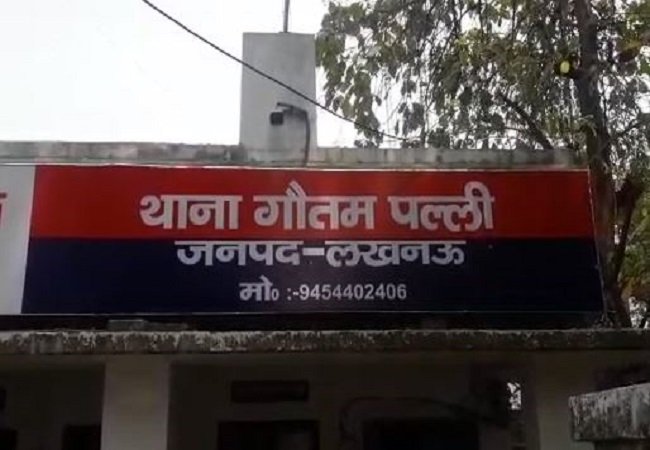 थाना गौतम पल्ली
जनपद-लखनऊ
मो० :-9454402406